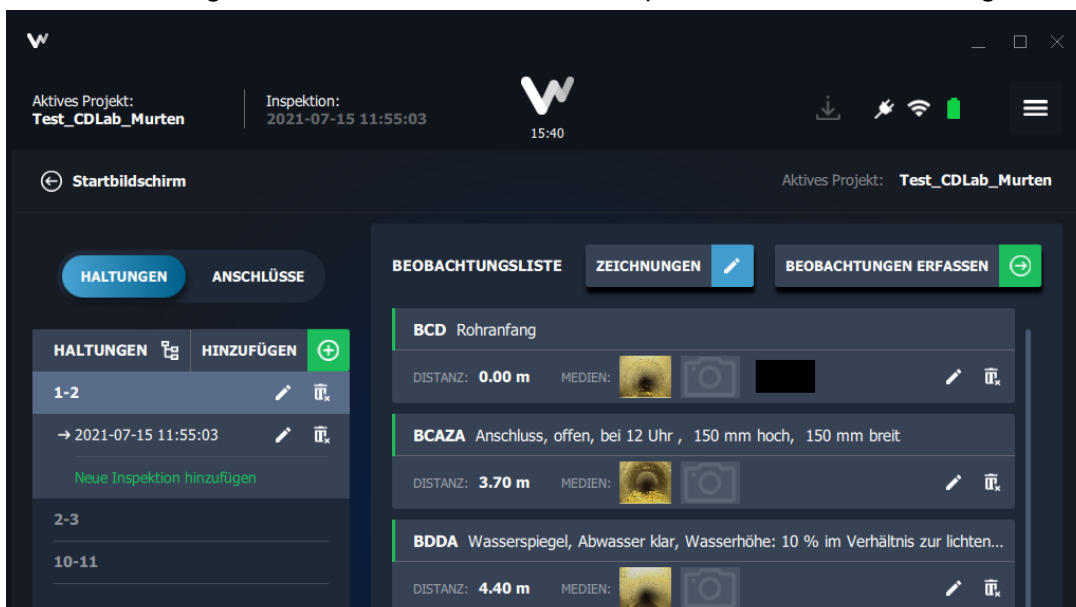 Aktives Projekt:
Test_CDLab_Murten
Inspektion:
2021-07-15 11:55:03
15:40
Startbildschirm
Aktives Projekt: Test_CDLab_Murten
HALTUNGEN ANSCHLÜSSE
HALTUNGEN HINZUFÜGEN
1-2
→ 2021-07-15 11:55:03
Neue Inspektion hinzufügen
2-3
10-11
BEOBACHTUNGSLISTE ZEICHNUNGEN BEOBACHTUNGEN ERFASSEN
BCD Rohranfang
DISTANZ: 0.00 m MEDIEN:
BCAZA Anschluss, offen, bei 12 Uhr , 150 mm hoch, 150 mm breit
DISTANZ: 3.70 m MEDIEN:
BDDA Wasserspiegel, Abwasser klar, Wasserhöhe: 10 % im Verhältnis zur lichten...
DISTANZ: 4.40 m MEDIEN: